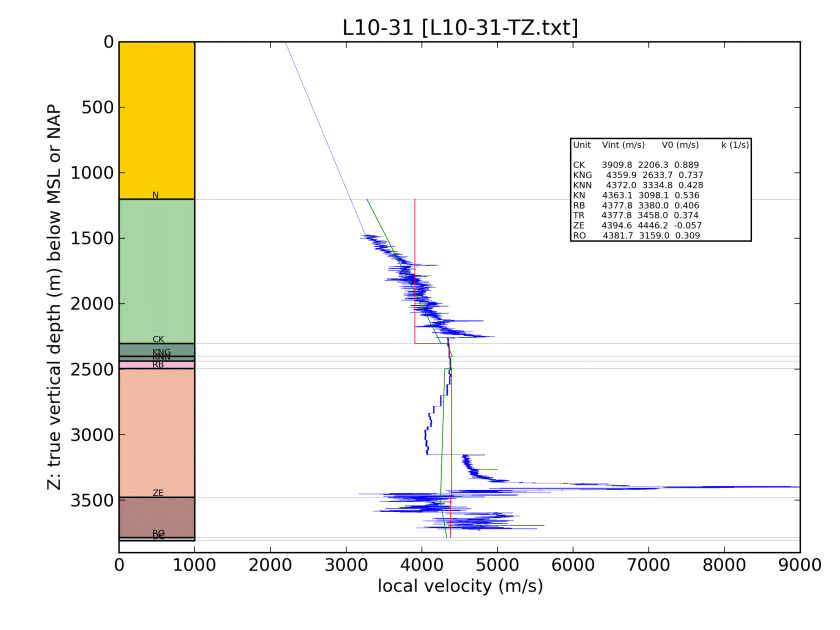 L10-31 [L10-31-TZ.txt]
Z: true vertical depth (m) below MSL or NAP
0
500
1000
1500
2000
2500
3000
3500
N
CK
KNG
KNN
RB
ZE
RO
DC
Unit Vint (m/s) V0 (m/s) k (1/s)
CK 3909.8 2206.3 0.889
KNG 4359.9 2633.7 0.737
KNN 4372.0 3334.8 0.428
KN 4363.1 3098.1 0.536
RB 4377.8 3380.0 0.406
TR 4377.8 3458.0 0.374
ZE 4394.6 4446.2 -0.057
RO 4381.7 3159.0 0.309
0 1000 2000 3000 4000 5000 6000 7000 8000 9000
local velocity (m/s)